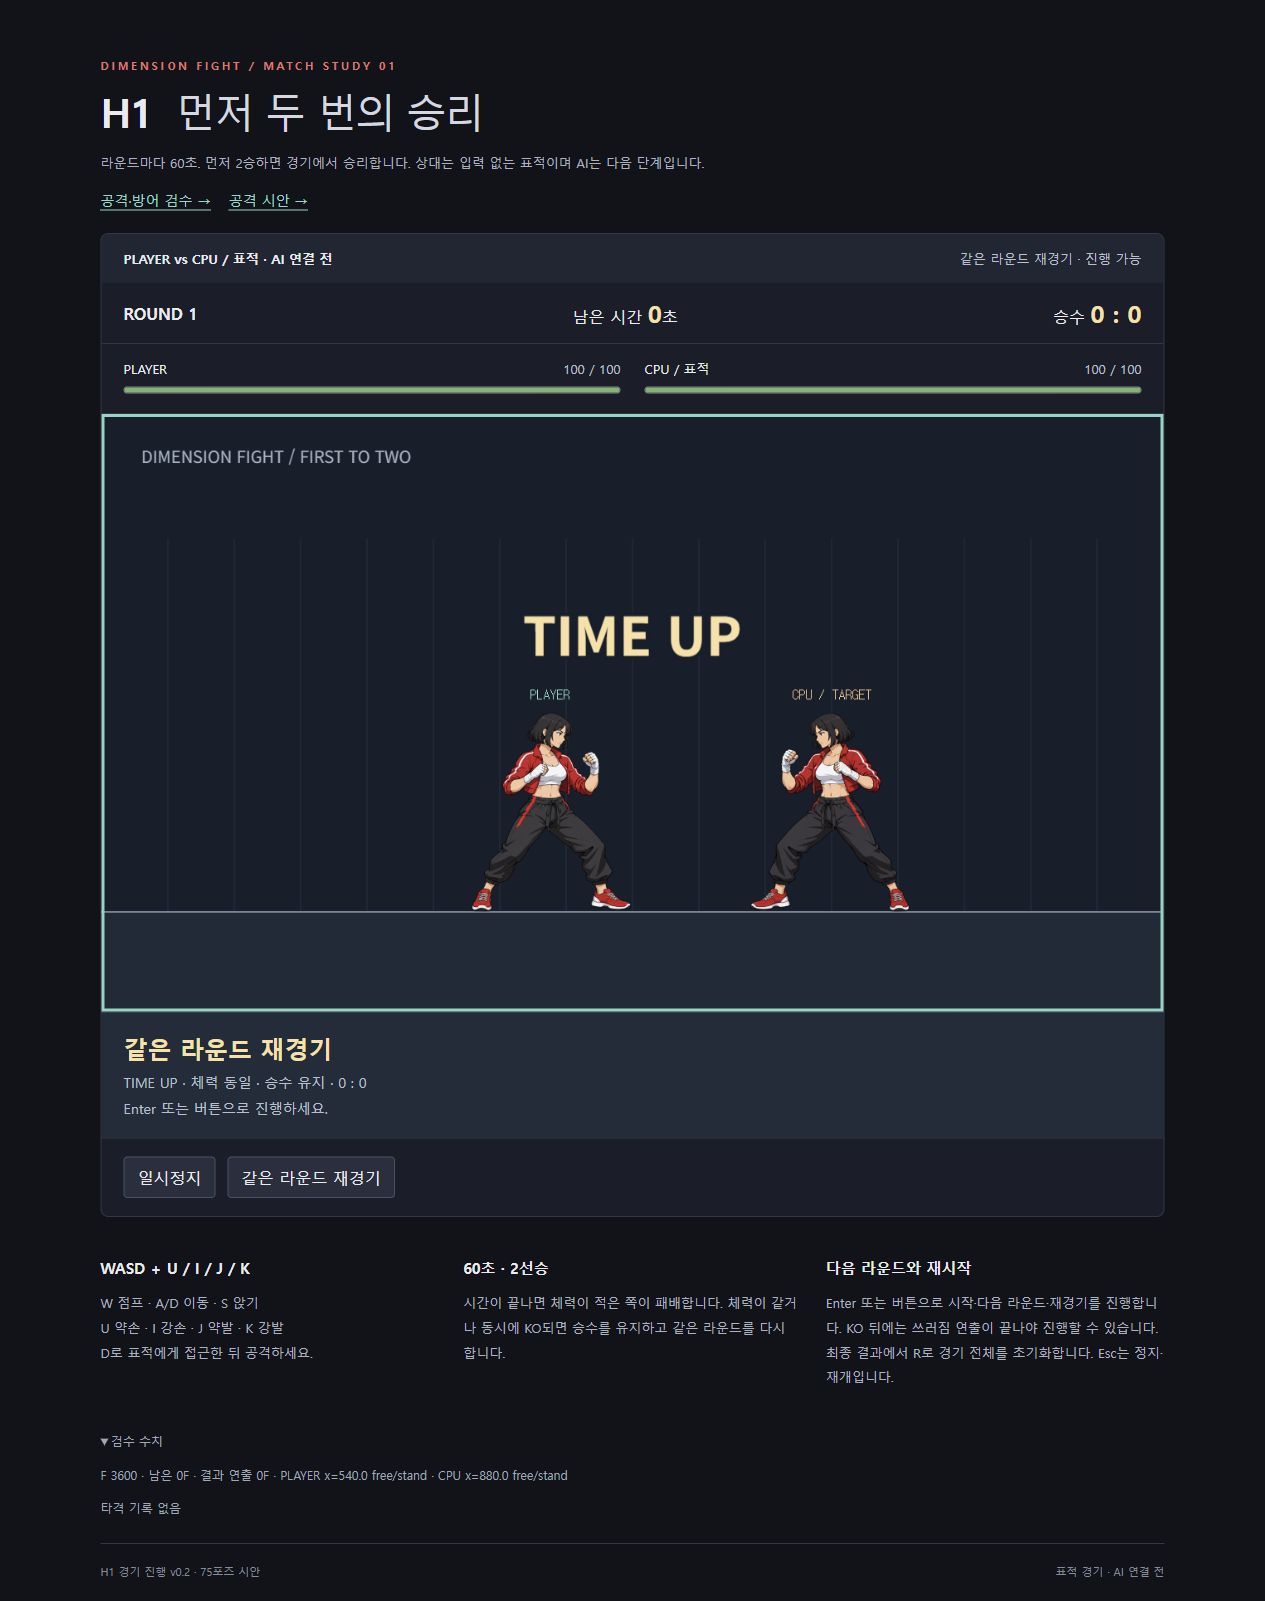 DIMENSION FIGHT / MATCH STUDY 01
H1 먼저 두 번의 승리
라운드마다 60초. 먼저 2승하면 경기에서 승리합니다. 상대는 입력 없는 표적이며 AI는 다음 단계입니다.
공격·방어 검수 → 공격 시안 →
PLAYER vs CPU / 표적 · AI 연결 전
같은 라운드 재경기 · 진행 가능
ROUND 1
남은 시간 0초
승수 0 : 0
PLAYER 100 / 100
CPU / 표적 100 / 100
DIMENSION FIGHT / FIRST TO TWO
TIME UP
PLAYER
CPU / TARGET
같은 라운드 재경기
TIME UP · 체력 동일 · 승수 유지 · 0 : 0
Enter 또는 버튼으로 진행하세요.
일시정지
같은 라운드 재경기
WASD + U / I / J / K
W 점프 · A/D 이동 · S 앉기
U 약손 · I 강손 · J 약발 · K 강발
D로 표적에게 접근한 뒤 공격하세요.
60초 · 2선승
시간이 끝나면 체력이 적은 쪽이 패배합니다. 체력이 같거
나 동시에 KO되면 승수를 유지하고 같은 라운드를 다시
합니다.
다음 라운드와 재시작
Enter 또는 버튼으로 시작·다음 라운드·재경기를 진행합니
다. KO 뒤에는 쓰러짐 연출이 끝나야 진행할 수 있습니다.
최종 결과에서 R로 경기 전체를 초기화합니다. Esc는 정지·
재개입니다.
▼ 검수 수치
F 3600 · 남은 0F · 결과 연출 0F · PLAYER x=540.0 free/stand · CPU x=880.0 free/stand
타격 기록 없음
H1 경기 진행 v0.2 · 75포즈 시안
표적 경기 · AI 연결 전